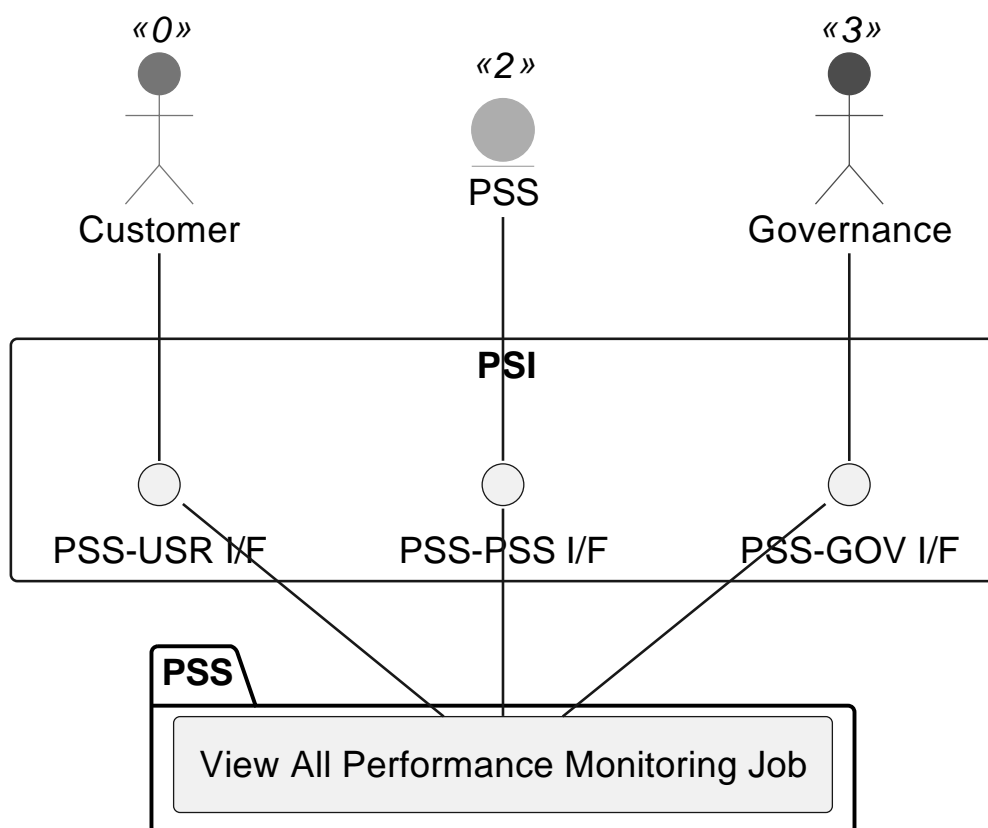 «0»
«2»
«3»
Customer
PSS
Governance
PSI
PSS-USR I/F
PSS-PSS I/F
PSS-GOV I/F
PSS
View All Performance Monitoring Job